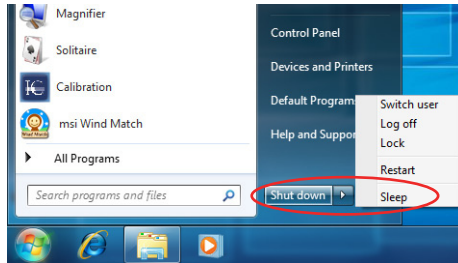 Magnifier
Solitaire
Calibration
msi Wind Match
All Programs
Search programs and files
Control Panel
Devices and Printers
Default Program
Help and Suppor
Shut down
Switch user
Log off
Lock
Restart
Sleep